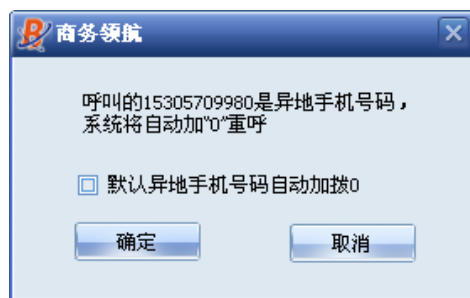 商务领航
呼叫的15305709980是异地手机号码，
系统将自动加"0"重呼
默认异地手机号码自动加拨0
确定
取消